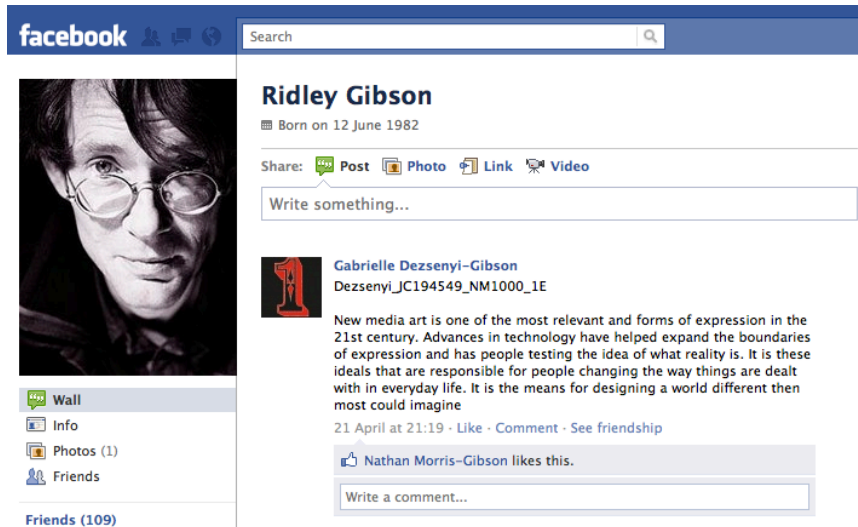 facebook
Search
Ridley Gibson
Born on 12 June 1982
Share: Post Photo Link Video
Write something...
Gabrielle Dezsenyi-Gibson
Dezsenyi_JC194549_NM1000_1E
New media art is one of the most relevant and forms of expression in the
21st century. Advances in technology have helped expand the boundaries
of expression and has people testing the idea of what reality is. It is these
ideals that are responsible for people changing the way things are dealt
with in everyday life. It is the means for designing a world different then
most could imagine
21 April at 21:19 · Like · Comment · See friendship
Nathan Morris-Gibson likes this.
Write a comment...
1
Wall
Info
Photos (1)
Friends
Friends (109)